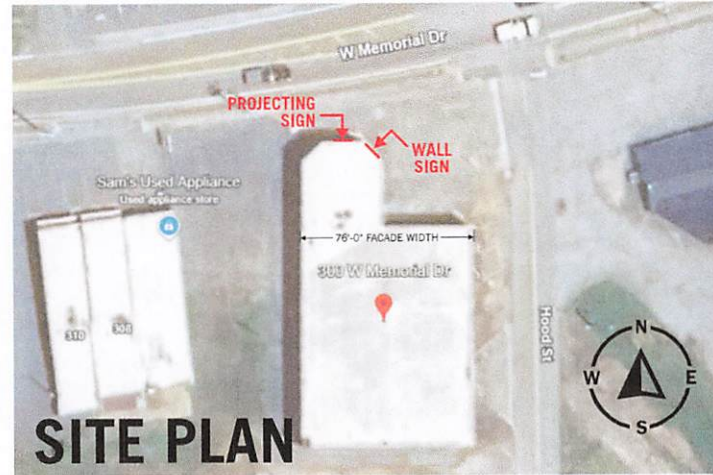 W Memorial Dr
PROJECTING
SIGN
WALL
SIGN
Sam's Used Appliance
Used appliance store
76'-0" FACADE WIDTH
300 W Memorial Dr
310
308
Hood St
N
W
E
S
SITE PLAN